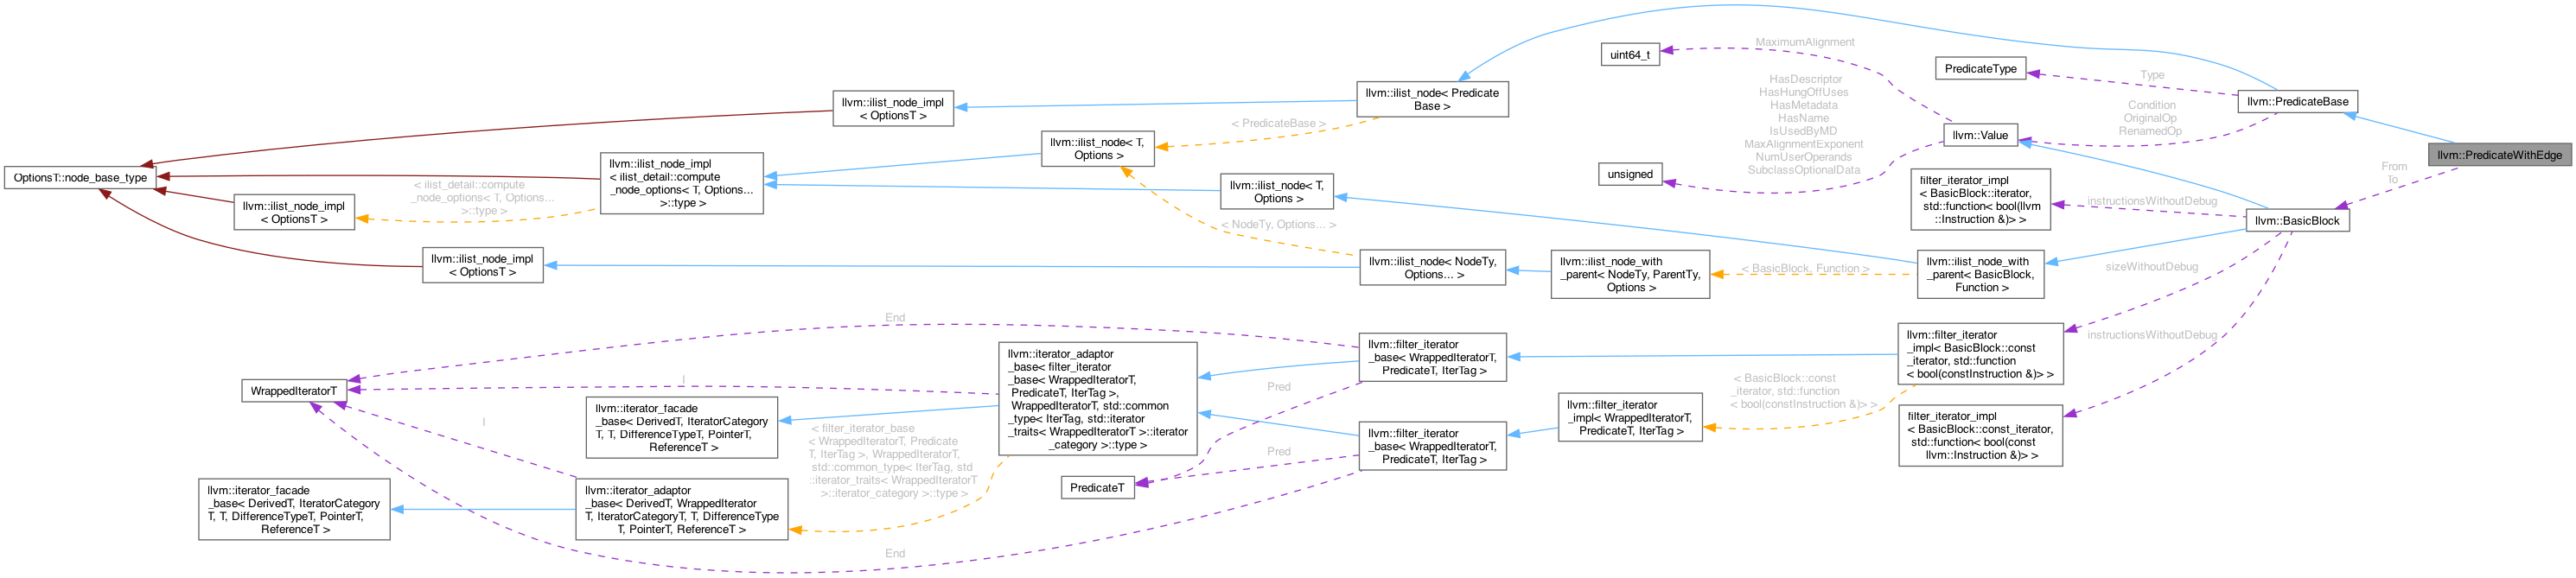 OptionsT::node_base_type
llvm::ilist_node_impl
< OptionsT >
llvm::ilist_node_impl
< OptionsT >
< ilist_detail::compute
_node_options< T, Options...
>::type >
llvm::ilist_node_impl
< ilist_detail::compute
_node_options< T, Options...
>::type >
llvm::ilist_node_impl
< OptionsT >
llvm::ilist_node< T,
Options >
< PredicateBase >
llvm::ilist_node< T,
Options >
< NodeTy, Options... >
llvm::ilist_node< Predicate
Base >
llvm::ilist_node< NodeTy,
Options... >
llvm::ilist_node_with
_parent< NodeTy, ParentTy,
Options >
< BasicBlock, Function >
uint64_t
MaximumAlignment
unsigned
HasDescriptor
HasHungOffUses
HasMetadata
HasName
IsUsedByMD
MaxAlignmentExponent
NumUserOperands
SubclassOptionalData
PredicateType
Type
llvm::Value
Condition
OriginalOp
RenamedOp
llvm::PredicateBase
llvm::PredicateWithEdge
From
To
llvm::BasicBlock
filter_iterator_impl
< BasicBlock::iterator,
std::function< bool(llvm
::Instruction &)> >
instructionsWithoutDebug
llvm::ilist_node_with
_parent< BasicBlock,
Function >
sizeWithoutDebug
instructionsWithoutDebug
llvm::filter_iterator
_impl< BasicBlock::const
_iterator, std::function
< bool(constInstruction &)> >
filter_iterator_impl
< BasicBlock::const_iterator,
std::function< bool(const
llvm::Instruction &)> >
< BasicBlock::const
_iterator, std::function
< bool(constInstruction &)> >
llvm::filter_iterator
_impl< WrappedIteratorT,
PredicateT, IterTag >
llvm::filter_iterator
_base< WrappedIteratorT,
PredicateT, IterTag >
llvm::filter_iterator
_base< WrappedIteratorT,
PredicateT, IterTag >
Pred
Pred
PredicateT
End
llvm::iterator_adaptor
_base< filter_iterator
_base< WrappedIteratorT,
PredicateT, IterTag >,
WrappedIteratorT, std::common
_type< IterTag, std::iterator
_traits< WrappedIteratorT >::iterator
_category >::type >
I
WrappedIteratorT
llvm::iterator_facade
_base< DerivedT, IteratorCategory
T, T, DifferenceTypeT, PointerT,
ReferenceT >
< filter_iterator_base
< WrappedIteratorT, Predicate
T, IterTag >, WrappedIteratorT,
std::common_type< IterTag, std
::iterator_traits< WrappedIteratorT
>::iterator_category >::type >
I
llvm::iterator_facade
_base< DerivedT, IteratorCategory
T, T, DifferenceTypeT, PointerT,
ReferenceT >
llvm::iterator_adaptor
_base< DerivedT, WrappedIterator
T, IteratorCategoryT, T, DifferenceType
T, PointerT, ReferenceT >
End